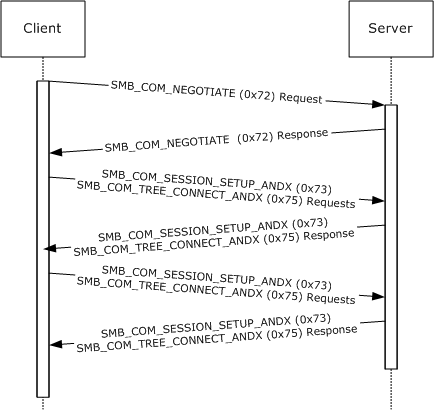 Client
Server
SMB_COM_NEGOTIATE (0x72) Request
SMB_COM_NEGOTIATE  (0x72) Response
SMB_COM_SESSION_SETUP_ANDX (0x73)
SMB_COM_TREE_CONNECT_ANDX (0x75) Requests
SMB_COM_SESSION_SETUP_ANDX (0x73)
SMB_COM_TREE_CONNECT_ANDX (0x75) Response
SMB_COM_SESSION_SETUP_ANDX (0x73)
SMB_COM_TREE_CONNECT_ANDX (0x75) Requests
SMB_COM_SESSION_SETUP_ANDX (0x73)
SMB_COM_TREE_CONNECT_ANDX (0x75) Response